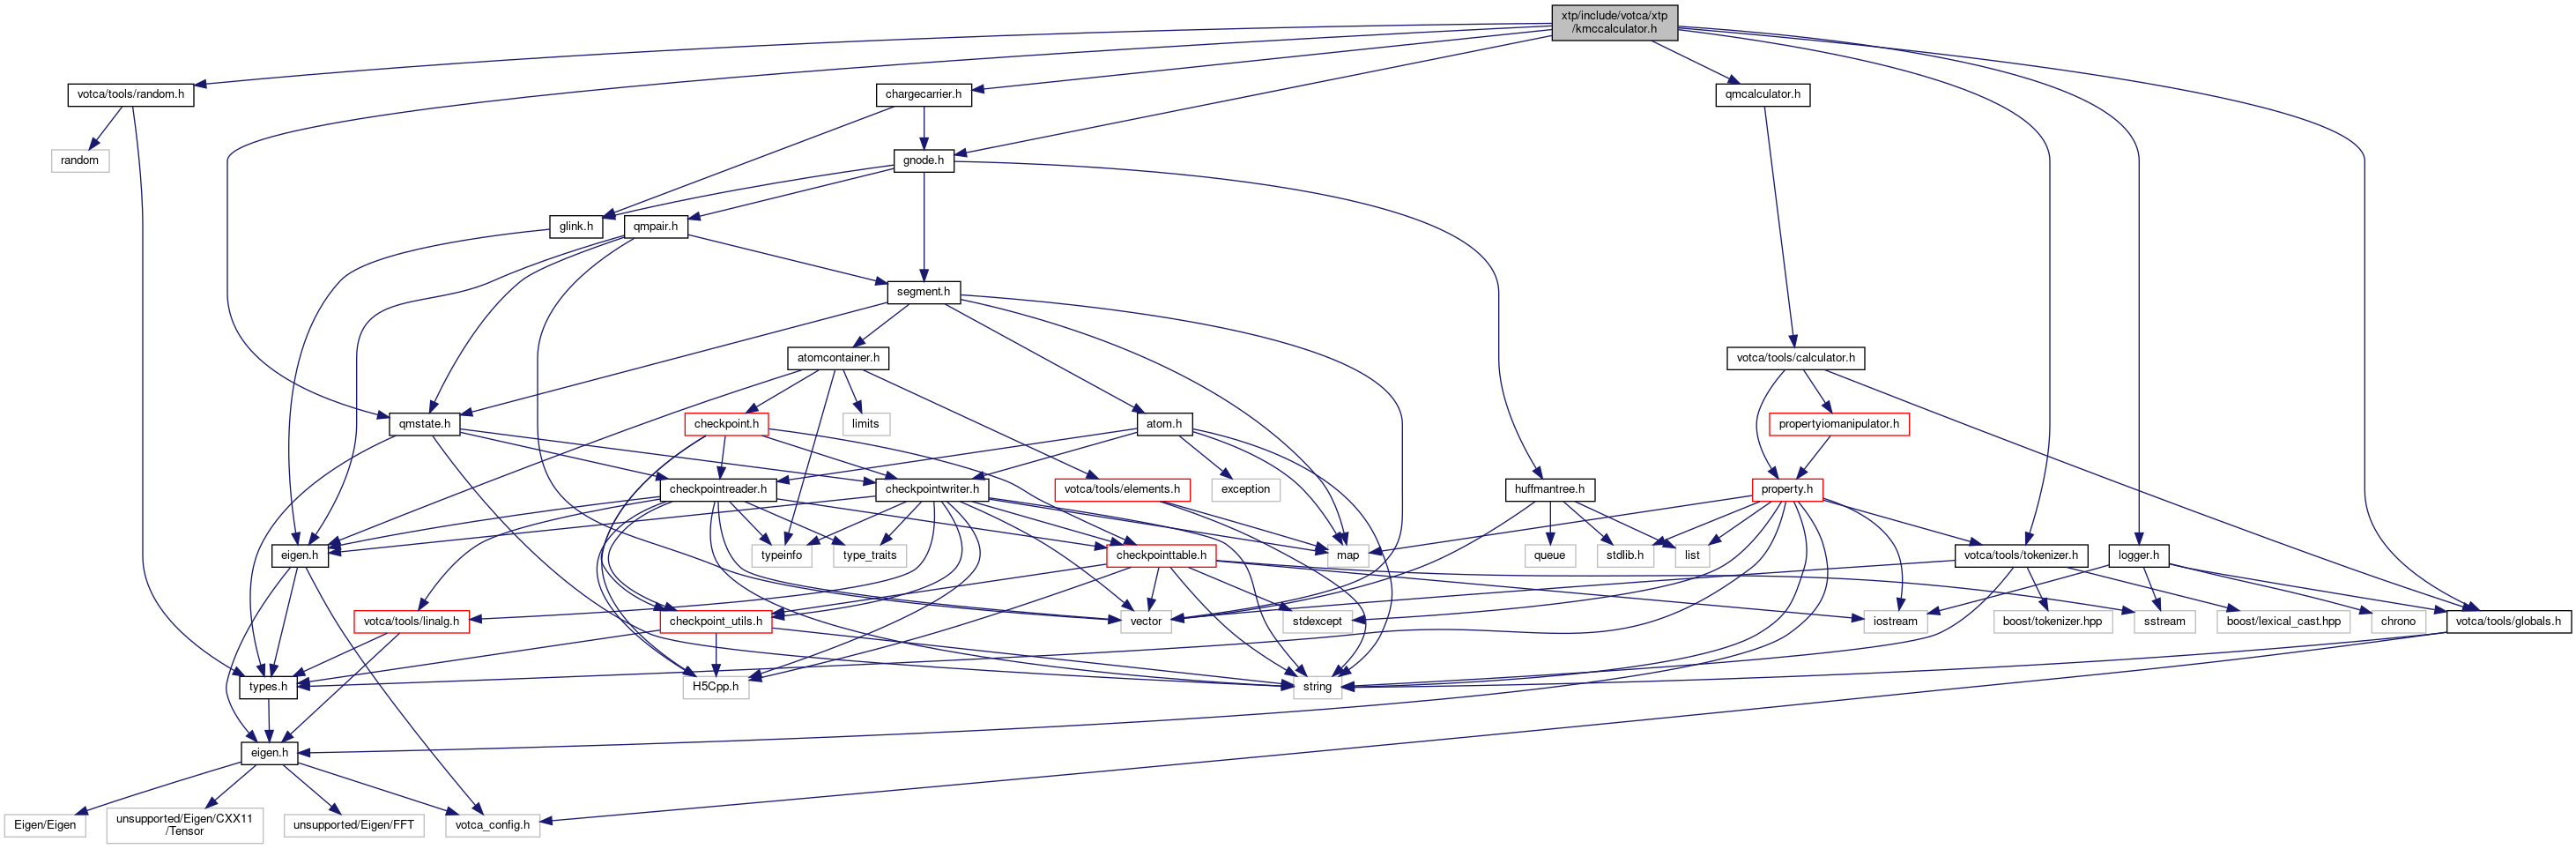 xtp/include/votca/xtp
/kmccalculator.h
votca/tools/random.h
chargecarrier.h
qmcalculator.h
random
gnode.h
glink.h
qmpair.h
segment.h
atomcontainer.h
votca/tools/calculator.h
qmstate.h
checkpoint.h
limits
atom.h
propertyiomanipulator.h
checkpointreader.h
checkpointwriter.h
votca/tools/elements.h
exception
huffmantree.h
property.h
eigen.h
typeinfo
type_traits
checkpointtable.h
map
queue
stdlib.h
list
votca/tools/tokenizer.h
logger.h
votca/tools/linalg.h
checkpoint_utils.h
vector
stdexcept
iostream
boost/tokenizer.hpp
sstream
boost/lexical_cast.hpp
chrono
votca/tools/globals.h
types.h
H5Cpp.h
string
eigen.h
Eigen/Eigen
unsupported/Eigen/CXX11
/Tensor
unsupported/Eigen/FFT
votca_config.h